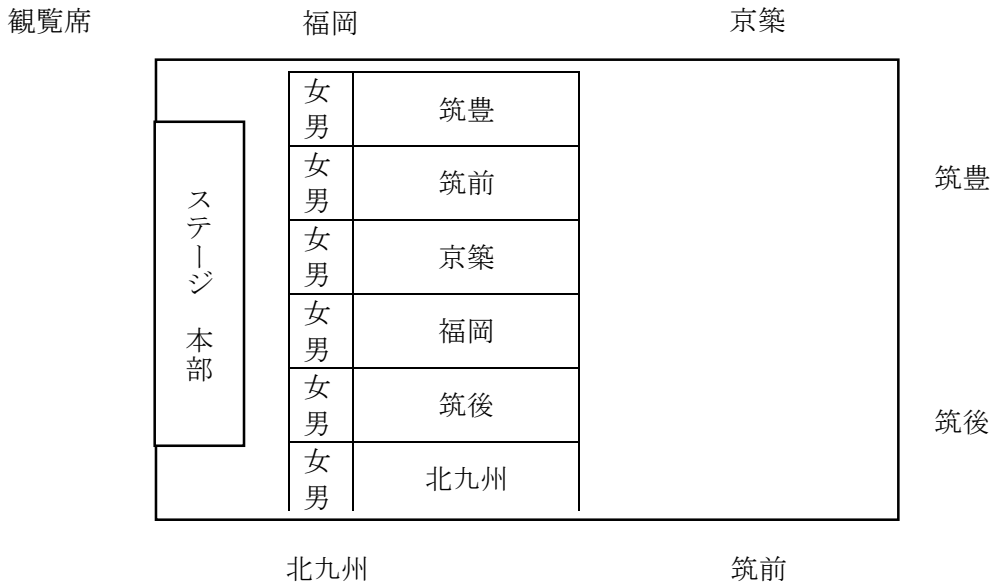 観覧席 福岡 京築
女 筑豊
男
女 筑前 筑豊
男
ステージ 本部
女 京築
男
女 福岡
男
女 筑後 筑後
男
女 北九州
男
北九州 筑前